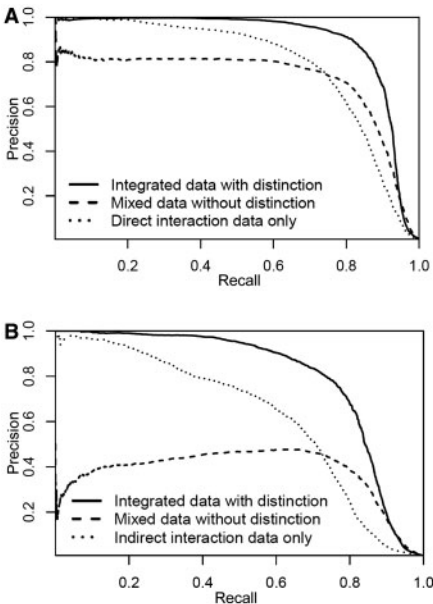 A
Precision
1.0
0.8
0.6
0.4
0.2
Integrated data with distinction
Mixed data without distinction
Direct interaction data only
0.2 0.4 0.6 0.8 1.0
Recall
B
Precision
1.0
0.8
0.6
0.4
0.2
Integrated data with distinction
Mixed data without distinction
Indirect interaction data only
0.2 0.4 0.6 0.8 1.0
Recall